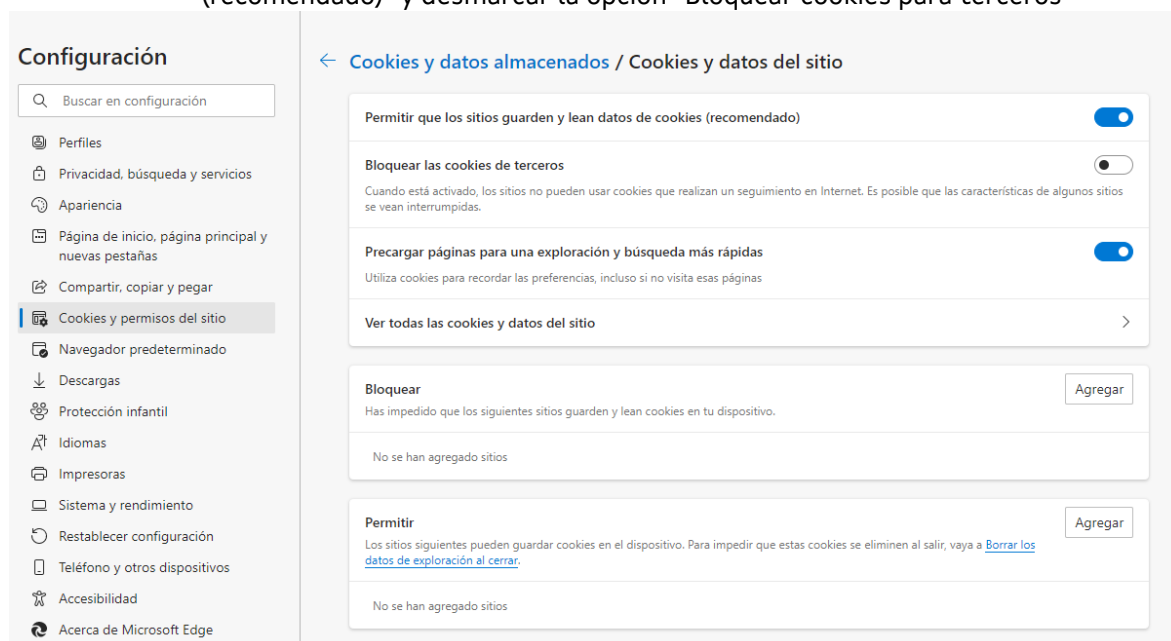 (recomendado)" y desmarcar la opción "Bloquear cookies para terceros"
Configuración
Buscar en configuración
Perfiles
Privacidad, búsqueda y servicios
Apariencia
Página de inicio, página principal y
nuevas pestañas
Compartir, copiar y pegar
Cookies y permisos del sitio
Navegador predeterminado
Descargas
Protección infantil
Idiomas
Impresoras
Sistema y rendimiento
Restablecer configuración
Teléfono y otros dispositivos
Accesibilidad
Acerca de Microsoft Edge
Cookies y datos almacenados / Cookies y datos del sitio
Permitir que los sitios guarden y lean datos de cookies (recomendado)
Bloquear las cookies de terceros
Cuando está activado, los sitios no pueden usar cookies que realizan un seguimiento en Internet. Es posible que las características de algunos sitios
se vean interrumpidas.
Precargar páginas para una exploración y búsqueda más rápidas
Utiliza cookies para recordar las preferencias, incluso si no visita esas páginas
Ver todas las cookies y datos del sitio
Bloquear
Agregar
Has impedido que los siguientes sitios guarden y lean cookies en tu dispositivo.
No se han agregado sitios
Permitir
Agregar
Los sitios siguientes pueden guardar cookies en el dispositivo. Para impedir que estas cookies se eliminen al salir, vaya a Borrar los
datos de exploración al cerrar.
No se han agregado sitios